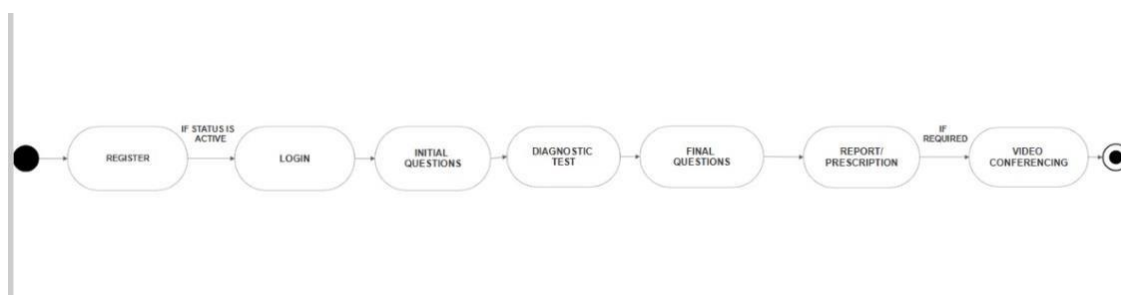 REGISTER
IF STATUS IS
ACTIVE
LOGIN
INITIAL
QUESTIONS
DIAGNOSTIC
TEST
FINAL
QUESTIONS
REPORT/
PRESCRIPTION
IF
REQUIRED
VIDEO
CONFERENCING